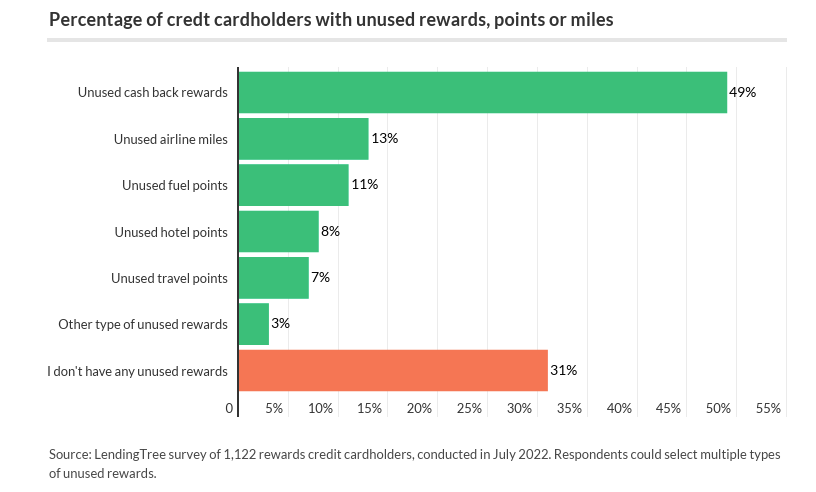 Percentage of credt cardholders with unused rewards, points or miles
Unused cash back rewards 49%
Unused airline miles 13%
Unused fuel points 11%
Unused hotel points 8%
Unused travel points 7%
Other type of unused rewards 3%
I don't have any unused rewards 31%
0 5% 10% 15% 20% 25% 30% 35% 40% 45% 50% 55%
Source: LendingTree survey of 1,122 rewards credit cardholders, conducted in July 2022. Respondents could select multiple types
of unused rewards.